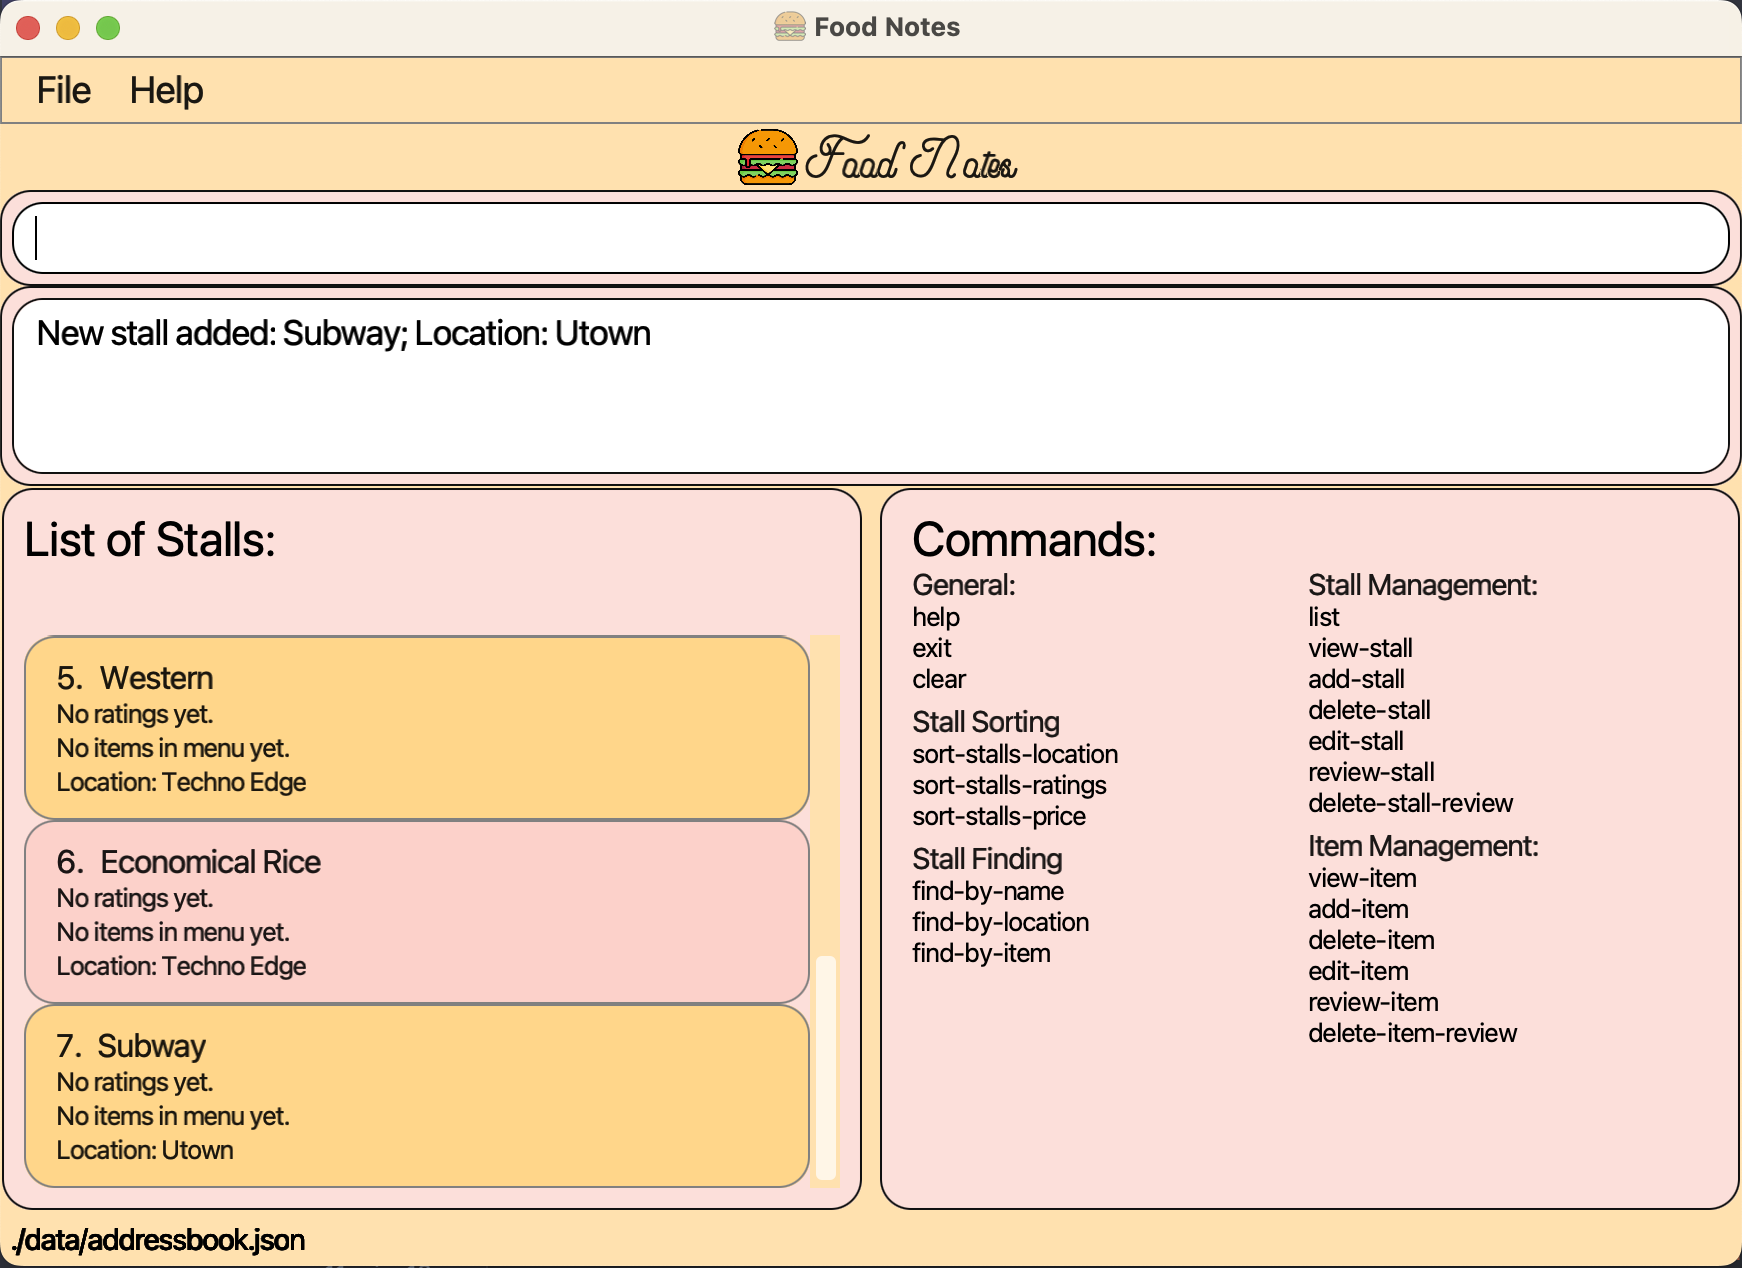 Food Notes
File Help
Food Notes
New stall added: Subway; Location: Utown
List of Stalls:
5. Western
No ratings yet.
No items in menu yet.
Location: Techno Edge
6. Economical Rice
No ratings yet.
No items in menu yet.
Location: Techno Edge
7. Subway
No ratings yet.
No items in menu yet.
Location: Utown
Commands:
General:
help
exit
clear
Stall Sorting
sort-stalls-location
sort-stalls-ratings
sort-stalls-price
Stall Finding
find-by-name
find-by-location
find-by-item
Stall Management:
list
view-stall
add-stall
delete-stall
edit-stall
review-stall
delete-stall-review
Item Management:
view-item
add-item
delete-item
edit-item
review-item
delete-item-review
./data/addressbook.json